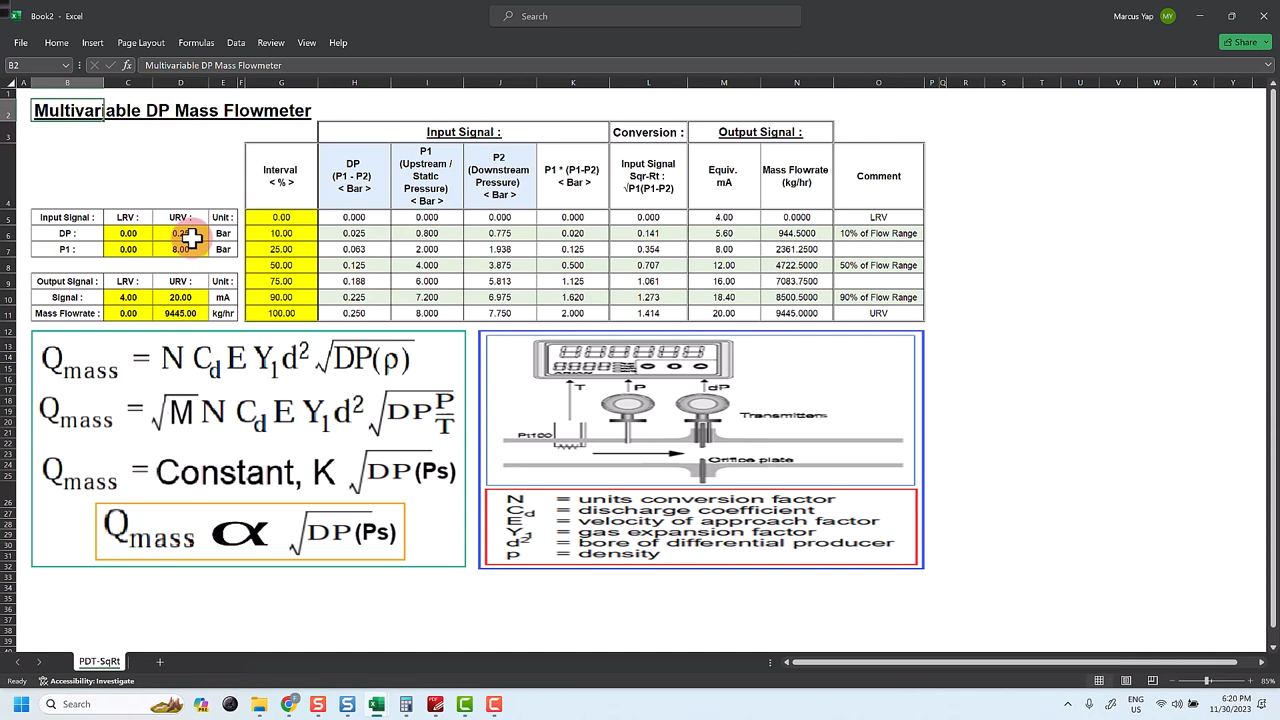 Book2 - Excel
Search
Marcus Yap
MY
File Home Insert Page Layout Formulas Data Review View Help
Share
B2
fx
Multivariable DP Mass Flowmeter
A B C D E F G H I J K L M N O P Q R S T U V W X Y
Multivariable DP Mass Flowmeter
Input Signal : Conversion : Output Signal :
Interval < % >
DP (P1 - P2) < Bar >
P1 (Upstream / Static Pressure) < Bar >
P2 (Downstream Pressure) < Bar >
P1 * (P1-P2) < Bar >
Input Signal Sqr-Rt : √P1(P1-P2)
Equiv. mA
Mass Flowrate (kg/hr)
Comment
Input Signal : LRV : URV : Unit : 0.00 0.000 0.000 0.000 0.000 0.000 4.00 0.0000 LRV
DP : 0.00 0.25 Bar 10.00 0.025 0.800 0.775 0.020 0.141 5.60 944.5000 10% of Flow Range
P1 : 0.00 8.00 Bar 25.00 0.063 2.000 1.938 0.125 0.354 8.00 2361.2500
50.00 0.125 4.000 3.875 0.500 0.707 12.00 4722.5000 50% of Flow Range
Output Signal : LRV : URV : Unit : 75.00 0.188 6.000 5.813 1.125 1.061 16.00 7083.7500
Signal : 4.00 20.00 mA 90.00 0.225 7.200 6.975 1.620 1.273 18.40 8500.5000 90% of Flow Range
Mass Flowrate : 0.00 9445.00 kg/hr 100.00 0.250 8.000 7.750 2.000 1.414 20.00 9445.0000 URV
Qmass = N Cd E Y1 d² √DP(ρ)
Qmass = √M N Cd E Y1 d² √DP P/T
Qmass = Constant, K √DP(Ps)
Qmass α √DP(Ps)
T P dP
Transmitters
Pt100
Orifice plate
N = units conversion factor
Cd = discharge coefficient
E = velocity of approach factor
Y1 = gas expansion factor
d² = bore of differential producer
p = density
PDT-SqRt
Ready
Accessibility: Investigate
85%
Search
ENG US
6:20 PM
11/30/2023